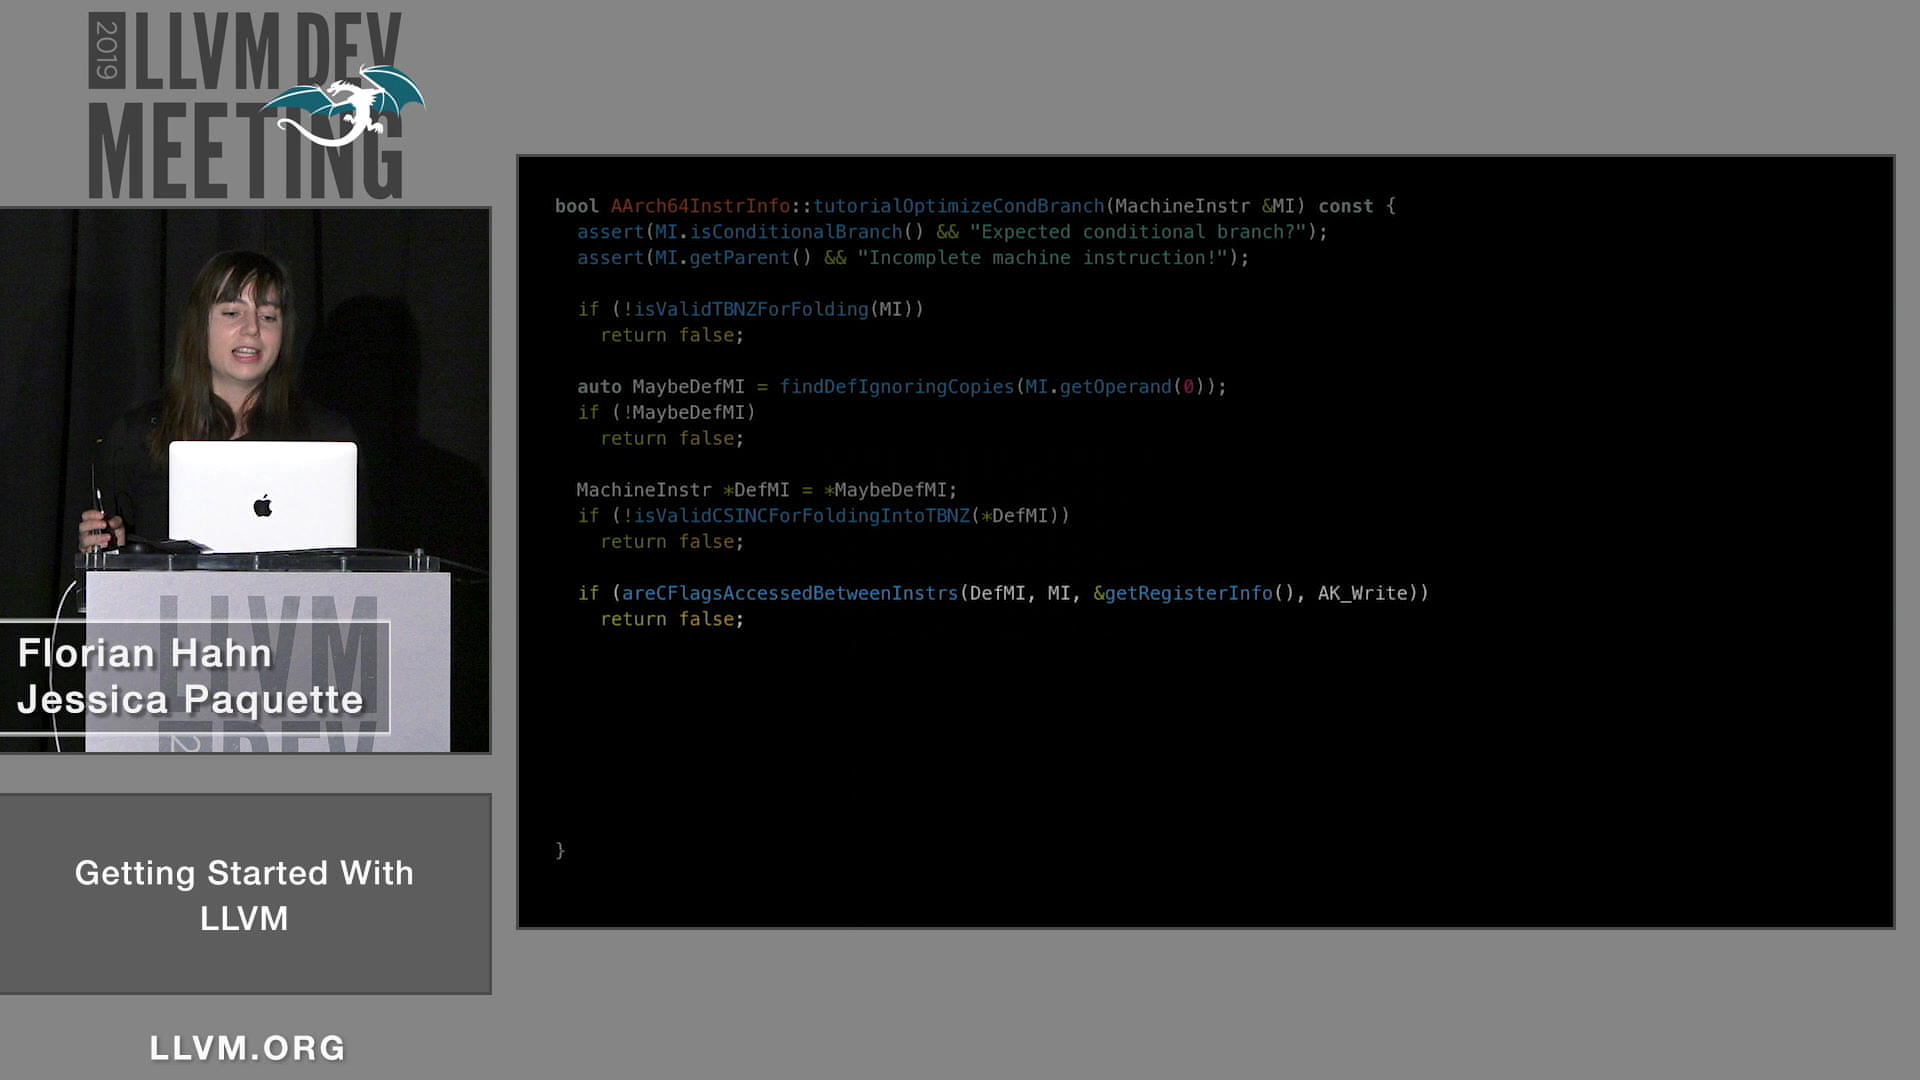 2019
LLVM DEV
MEETING
bool AArch64InstrInfo::tutorialOptimizeCondBranch(MachineInstr &MI) const {
assert(MI.isConditionalBranch() && "Expected conditional branch?");
assert(MI.getParent() && "Incomplete machine instruction!");
if (!isValidTBNZForFolding(MI))
return false;
auto MaybeDefMI = findDefIgnoringCopies(MI.getOperand(0));
if (!MaybeDefMI)
return false;
MachineInstr *DefMI = *MaybeDefMI;
if (!isValidCSINCForFoldingIntoTBNZ(*DefMI))
return false;
if (areCFlagsAccessedBetweenInstrs(DefMI, MI, &getRegisterInfo(), AK_Write))
return false;
}
LLVM
2
DEV
Florian Hahn
Jessica Paquette
Getting Started With
LLVM
LLVM.ORG